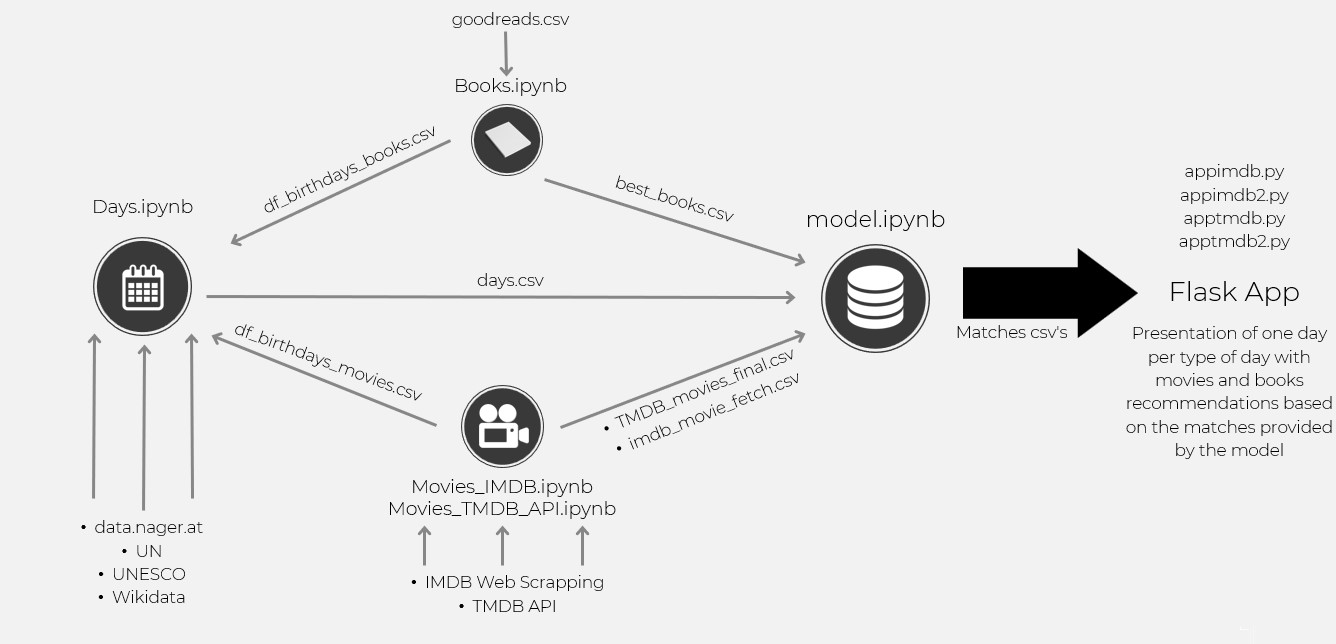 goodreads.csv
Books.ipynb
df_birthdays_books.csv
best_books.csv
Days.ipynb
days.csv
df_birthdays_movies.csv
• TMDB_movies_final.csv
• imdb_movie_fetch.csv
model.ipynb
Movies_IMDB.ipynb
Movies_TMDB_API.ipynb
• data.nager.at
• UN
• UNESCO
• Wikidata
• IMDB Web Scrapping
• TMDB API
Matches csv's
appimdb.py
appimdb2.py
apptmdb.py
apptmdb2.py
Flask App
Presentation of one day
per type of day with
movies and books
recommendations based
on the matches provided
by the model